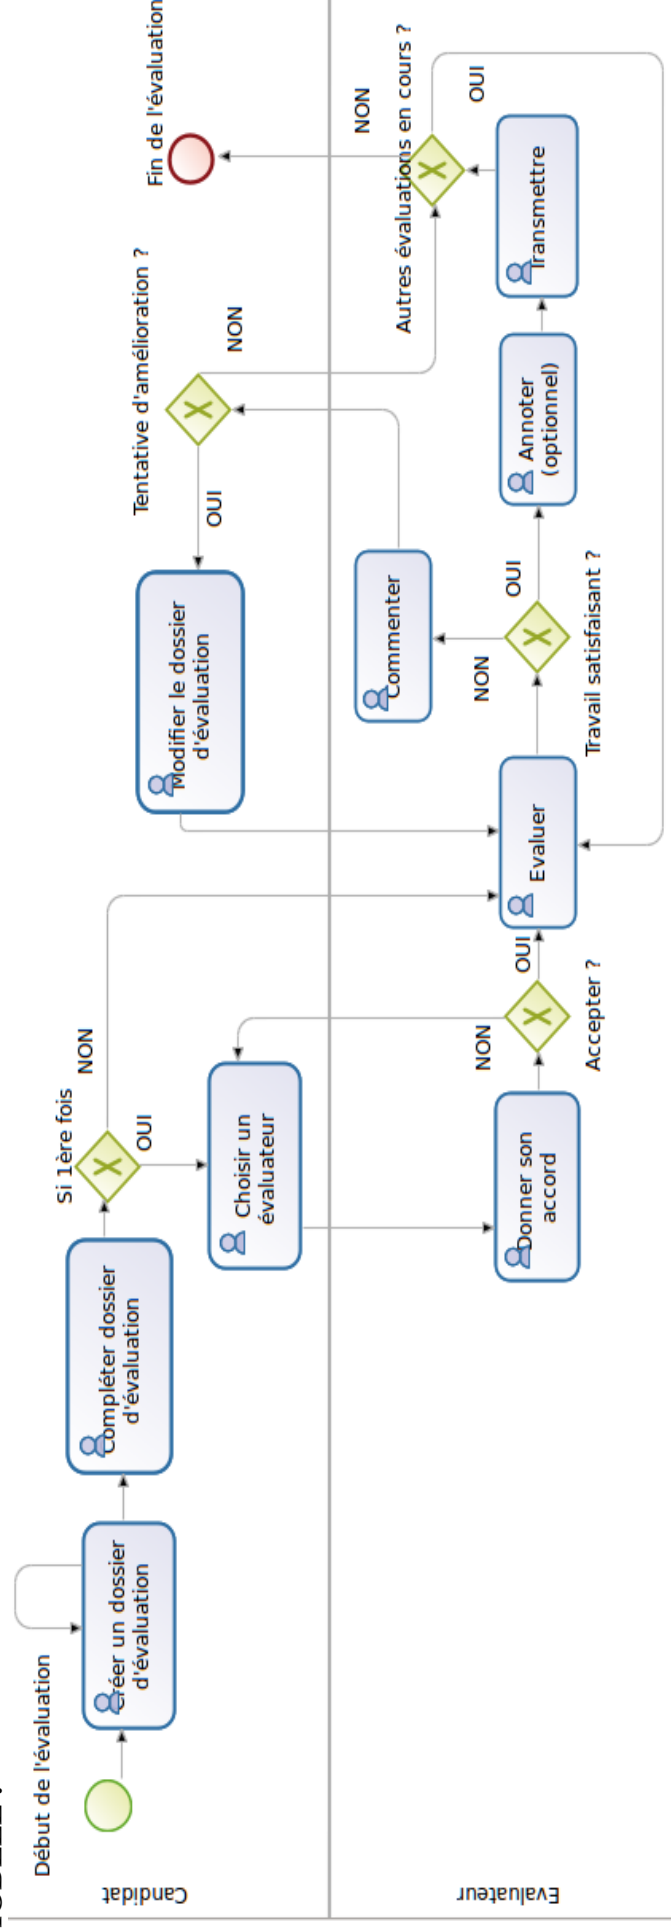 Candidat
Début de l'évaluation
Créer un dossier
d'évaluation
Compléter dossier
d'évaluation
Si 1ère fois
NON
OUI
Choisir un
évaluateur
Modifier le dossier
d'évaluation
OUI
Tentative d'amélioration ?
NON
Fin de l'évaluation
Evaluateur
Donner son
accord
NON
OUI
Accepter ?
Evaluer
Travail satisfaisant ?
NON
OUI
Commenter
Annoter
(optionnel)
Transmettre
Autres évaluations en cours ?
NON
OUI